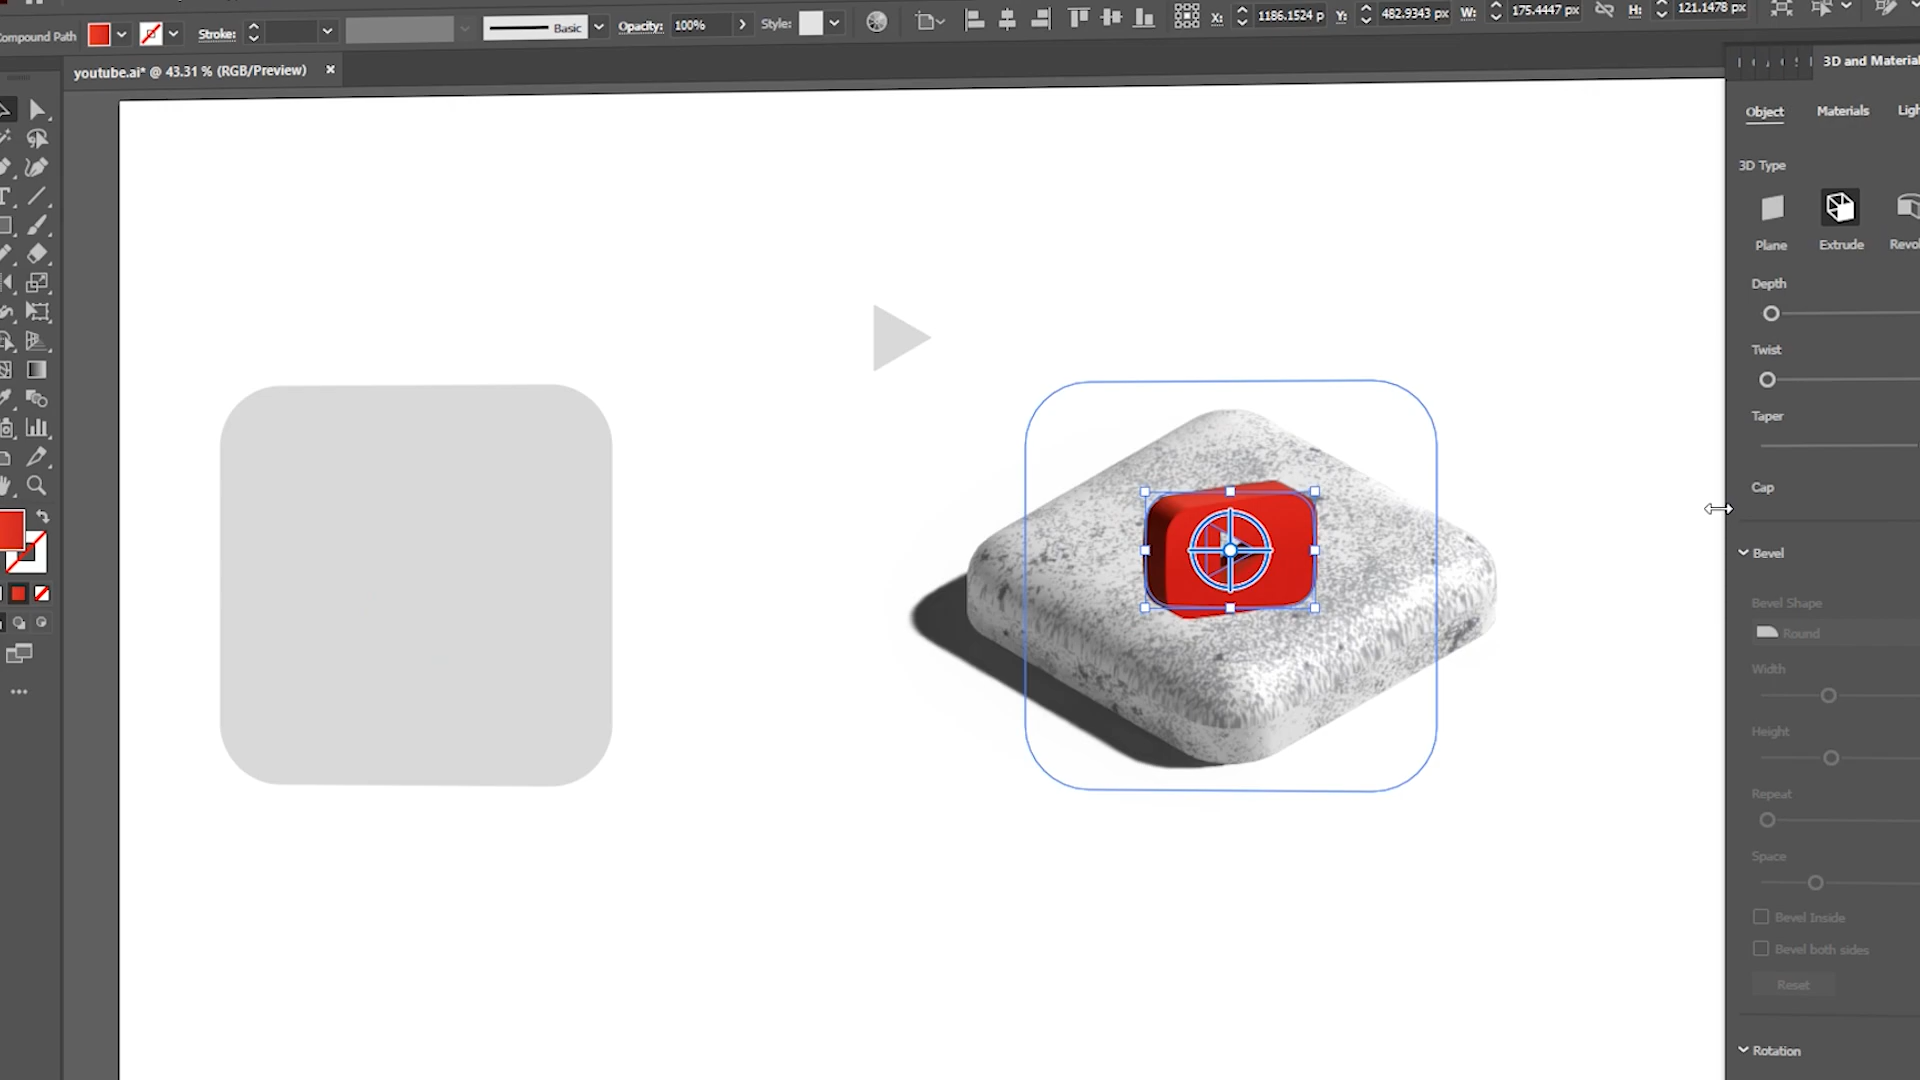 Compound Path
Stroke:
Basic
Opacity:
100%
Style:
X:
1186.1524 p
Y:
482.9343 px
W:
175.4447 px
H:
121.1478 px
youtube.ai* @ 43.31 % (RGB/Preview)
3D and Material
Object
Materials
Ligh
3D Type
Plane
Extrude
Revol
Depth
Twist
Taper
Cap
Bevel
Bevel Shape
Round
Width
Height
Repeat
Space
Bevel Inside
Bevel both sides
Reset
Rotation